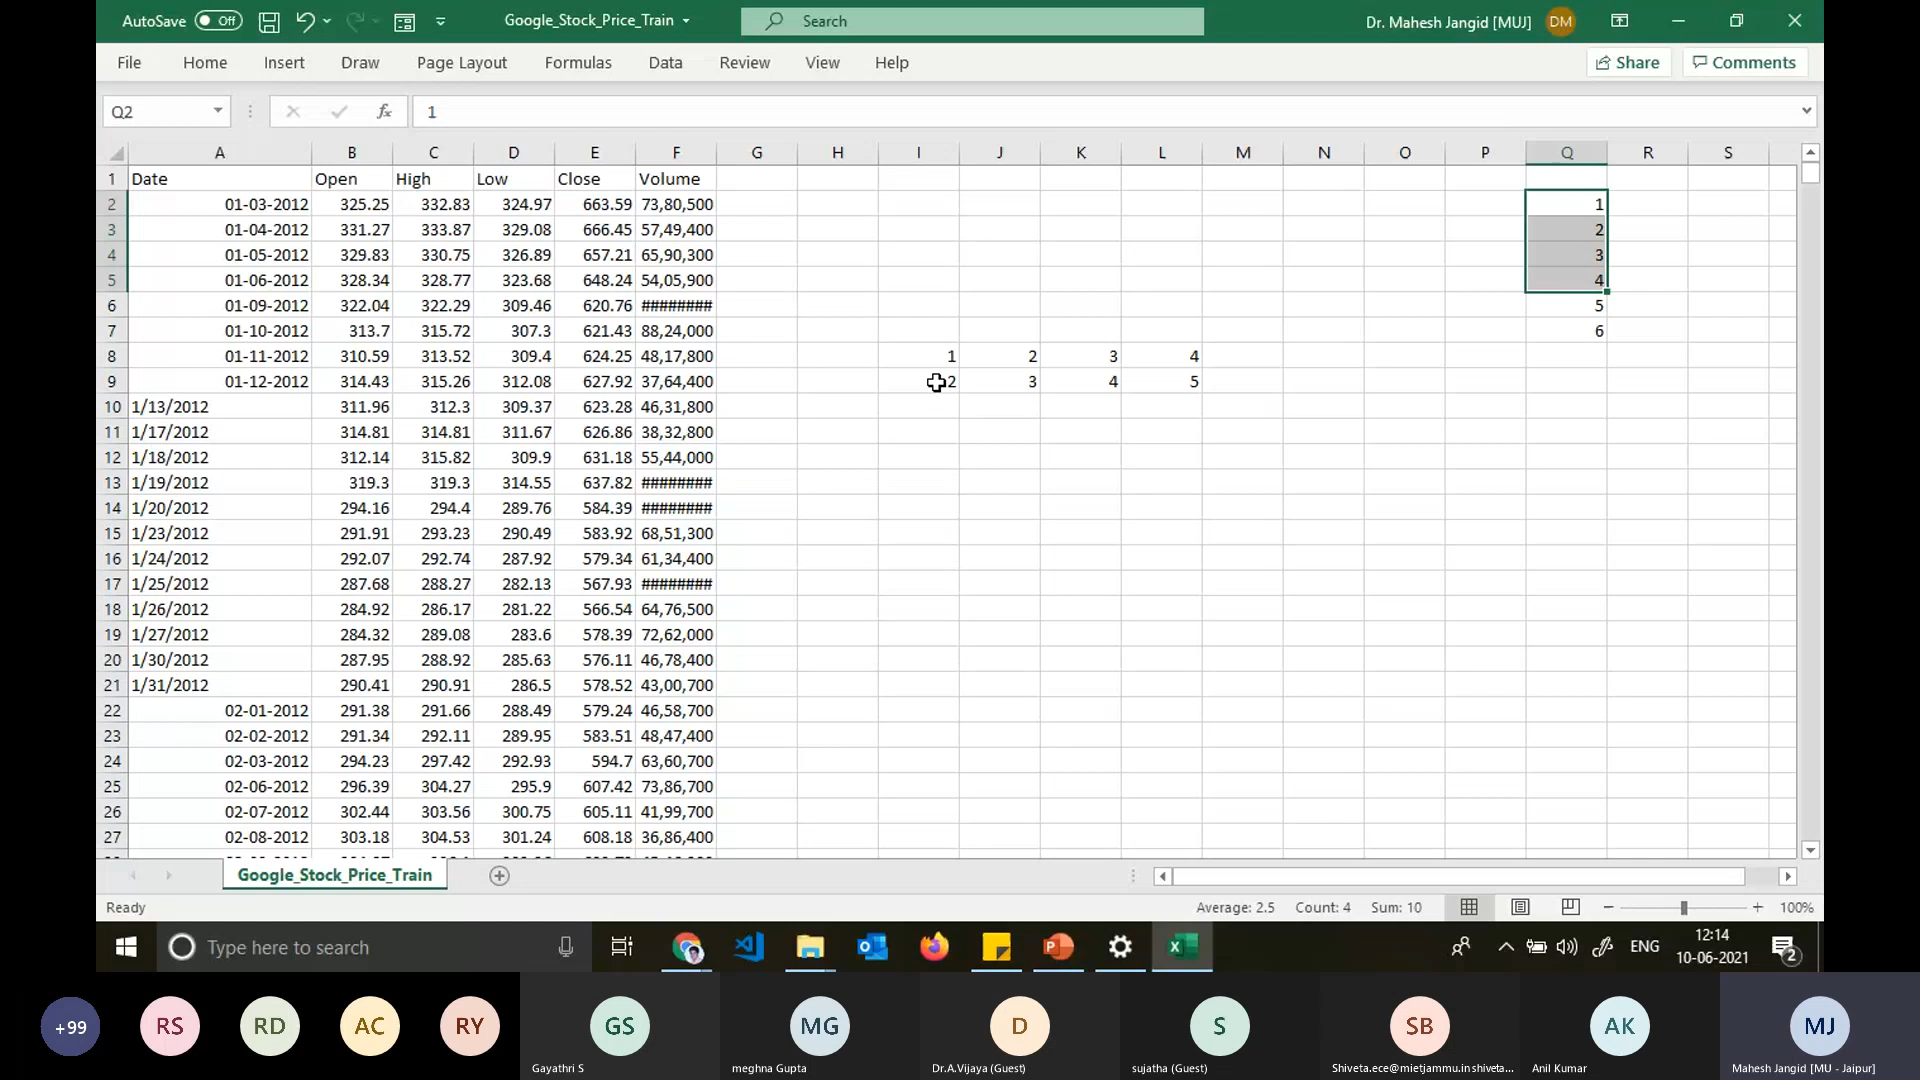 AutoSave Off Google_Stock_Price_Train Search Dr. Mahesh Jangid [MUJ] DM
File Home Insert Draw Page Layout Formulas Data Review View Help Share Comments
Q2 fx 1
A B C D E F G H I J K L M N O P Q R S
1 Date Open High Low Close Volume
2 01-03-2012 325.25 332.83 324.97 663.59 73,80,500 1
3 01-04-2012 331.27 333.87 329.08 666.45 57,49,400 2
4 01-05-2012 329.83 330.75 326.89 657.21 65,90,300 3
5 01-06-2012 328.34 328.77 323.68 648.24 54,05,900 4
6 01-09-2012 322.04 322.29 309.46 620.76 ######## 5
7 01-10-2012 313.7 315.72 307.3 621.43 88,24,000 6
8 01-11-2012 310.59 313.52 309.4 624.25 48,17,800 1 2 3 4
9 01-12-2012 314.43 315.26 312.08 627.92 37,64,400 2 3 4 5
10 1/13/2012 311.96 312.3 309.37 623.28 46,31,800
11 1/17/2012 314.81 314.81 311.67 626.86 38,32,800
12 1/18/2012 312.14 315.82 309.9 631.18 55,44,000
13 1/19/2012 319.3 319.3 314.55 637.82 ########
14 1/20/2012 294.16 294.4 289.76 584.39 ########
15 1/23/2012 291.91 293.23 290.49 583.92 68,51,300
16 1/24/2012 292.07 292.74 287.92 579.34 61,34,400
17 1/25/2012 287.68 288.27 282.13 567.93 ########
18 1/26/2012 284.92 286.17 281.22 566.54 64,76,500
19 1/27/2012 284.32 289.08 283.6 578.39 72,62,000
20 1/30/2012 287.95 288.92 285.63 576.11 46,78,400
21 1/31/2012 290.41 290.91 286.5 578.52 43,00,700
22 02-01-2012 291.38 291.66 288.49 579.24 46,58,700
23 02-02-2012 291.34 292.11 289.95 583.51 48,47,400
24 02-03-2012 294.23 297.42 292.93 594.7 63,60,700
25 02-06-2012 296.39 304.27 295.9 607.42 73,86,700
26 02-07-2012 302.44 303.56 300.75 605.11 41,99,700
27 02-08-2012 303.18 304.53 301.24 608.18 36,86,400
Google_Stock_Price_Train
Ready Average: 2.5 Count: 4 Sum: 10 100%
Type here to search ENG 12:14
10-06-2021 2
+99 RS RD AC RY GS MG D S SB AK MJ
Gayathri S meghna Gupta Dr.A.Vijaya (Guest) sujatha (Guest) Shiveta.ece@mietjammu.inshiveta... Anil Kumar Mahesh Jangid [MU - Jaipur]